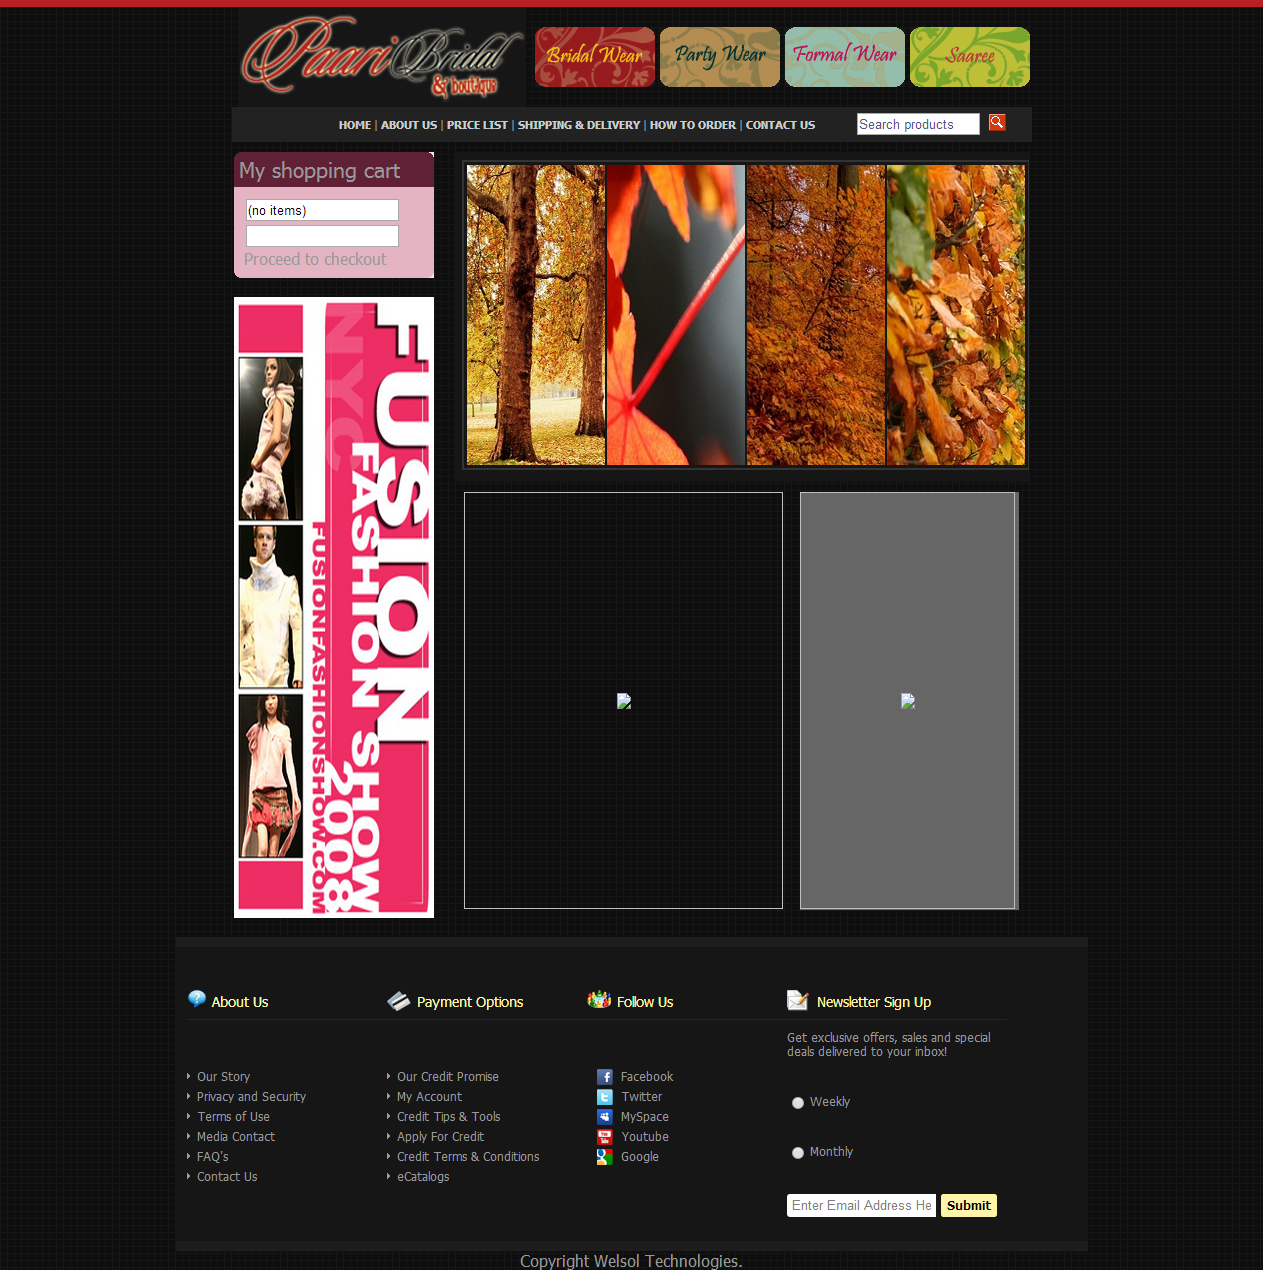 Paari Bridal
& boutique
Bridal Wear
Party Wear
Formal Wear
Saaree
HOME | ABOUT US | PRICE LIST | SHIPPING & DELIVERY | HOW TO ORDER | CONTACT US
Search products
My shopping cart
(no items)
Proceed to checkout
NYC
FUSION
FASHION SHOW
2008
FUSIONFASHIONSHOW.COM
About Us
Our Story
Privacy and Security
Terms of Use
Media Contact
FAQ's
Contact Us
Payment Options
Our Credit Promise
My Account
Credit Tips & Tools
Apply For Credit
Credit Terms & Conditions
eCatalogs
Follow Us
Facebook
Twitter
MySpace
You
Tube
Youtube
Google
Newsletter Sign Up
Get exclusive offers, sales and special
deals delivered to your inbox!
Weekly
Monthly
Enter Email Address He
Submit
Copyright Welsol Technologies.